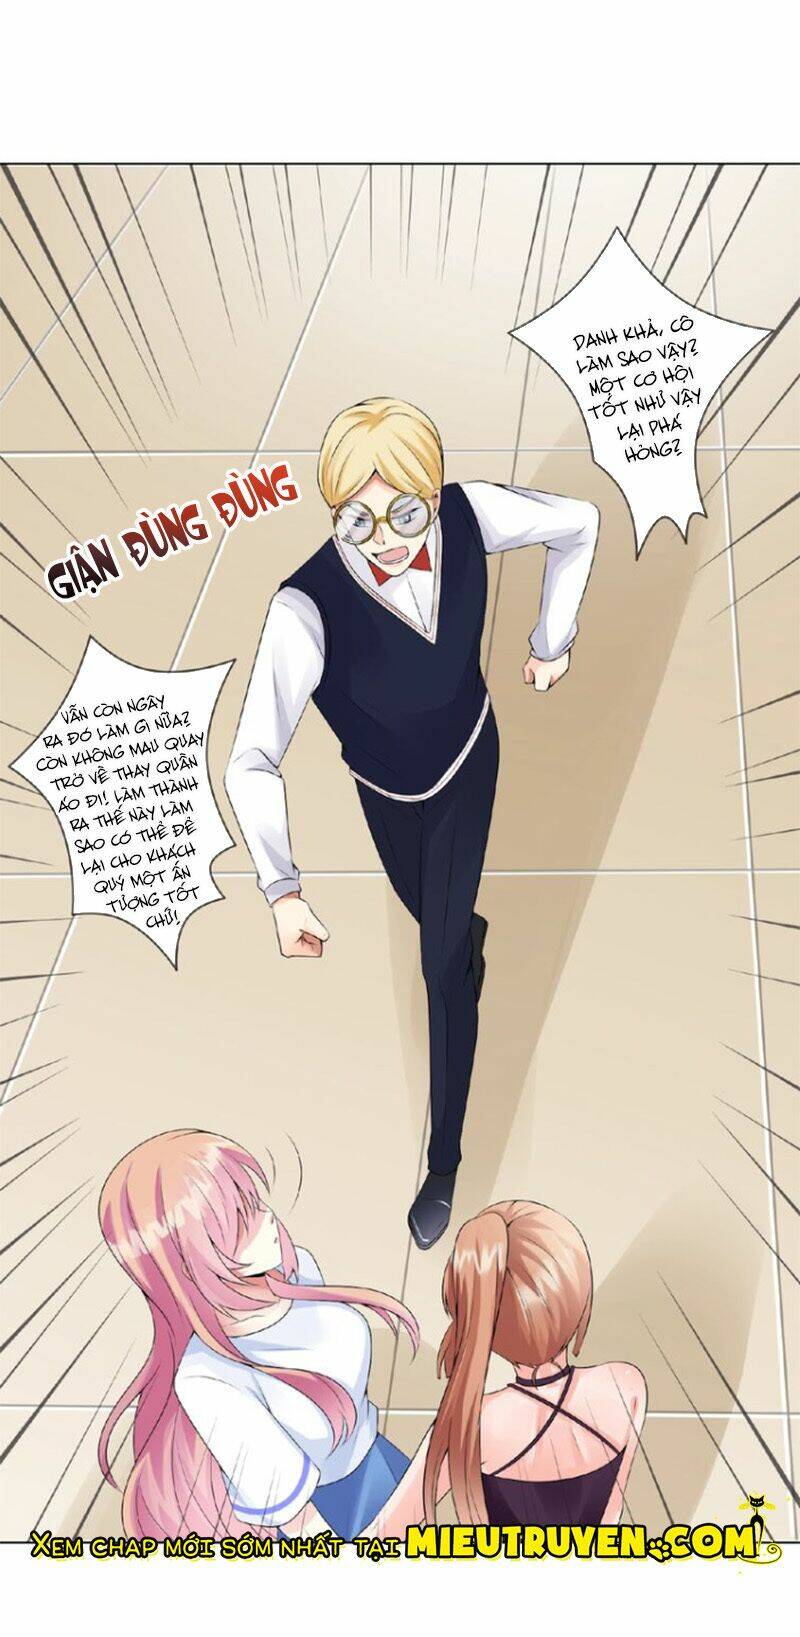 DANH KHẢ, CÔ
LÀM SAO VẬY?
MỘT CƠ HỘI
TỐT NHƯ VẬY
LẠI PHÁ
HỎNG?
GIẬN ĐÙNG ĐÙNG
VẪN CÒN NGÂY
RA ĐÓ LÀM GÌ NỮA?
CÒN KHÔNG MAU QUAY
TRỞ VỀ THAY QUẦN
ÁO ĐI! LÀM THÀNH
RA THẾ NÀY LÀM
SAO CÓ THỂ ĐỂ
LẠI CHO KHÁCH
QUÝ MỘT ẤN
TƯỢNG TỐT
CHỨ!
XEM CHAP MỚI SỚM NHẤT TẠI MIEUTRUYEN.COM